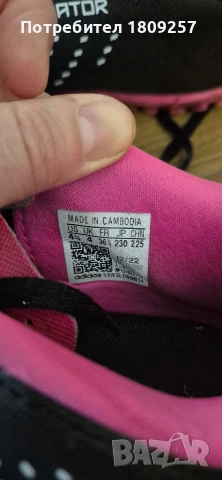 Потребител 1809257
ATOR
MADE IN CAMBODIA
US UK FR JP CHN
4½ 4 36⅔ 230 225
12/22
adidas
BAZAR